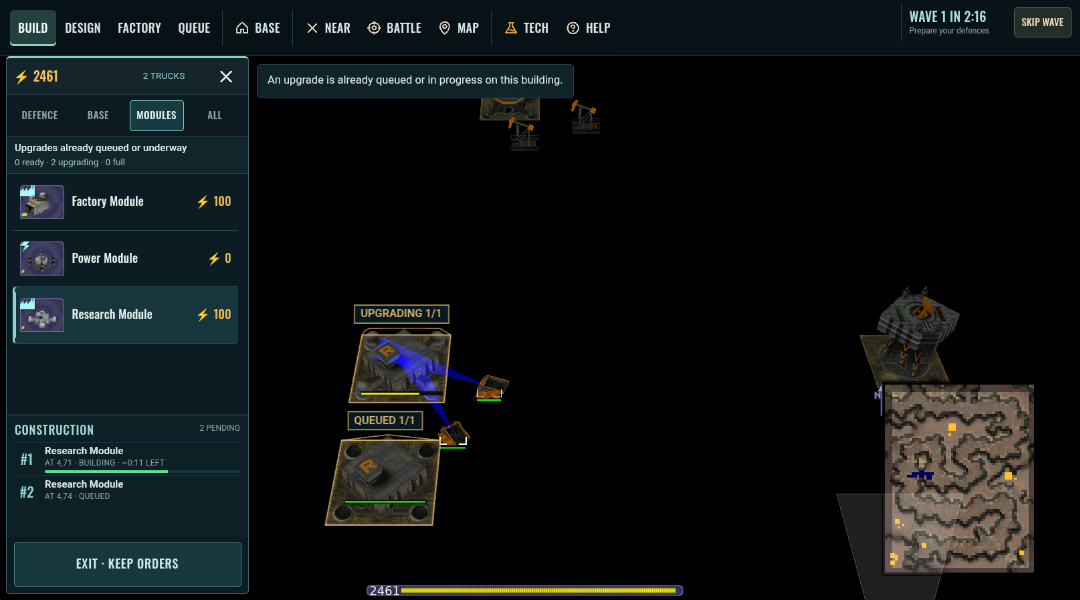 BUILD
DESIGN
FACTORY
QUEUE
BASE
NEAR
BATTLE
MAP
TECH
HELP
WAVE 1 IN 2:16
Prepare your defences
SKIP WAVE
2461
2 TRUCKS
An upgrade is already queued or in progress on this building.
DEFENCE
BASE
MODULES
ALL
Upgrades already queued or underway
0 ready · 2 upgrading · 0 full
Factory Module
100
Power Module
0
Research Module
100
UPGRADING 1/1
R
QUEUED 1/1
R
N
CONSTRUCTION
2 PENDING
#1
Research Module
AT 4,71 · BUILDING · ~0:11 LEFT
#2
Research Module
AT 4,74 · QUEUED
EXIT · KEEP ORDERS
2461